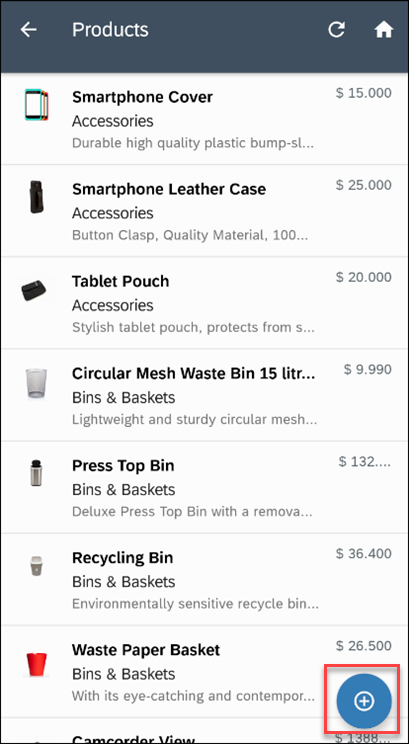 Products
Smartphone Cover
$ 15.000
Accessories
Durable high quality plastic bump-sl...
Smartphone Leather Case
$ 25.000
Accessories
Button Clasp, Quality Material, 100...
Tablet Pouch
$ 20.000
Accessories
Stylish tablet pouch, protects from s...
Circular Mesh Waste Bin 15 litr...
$ 9.990
Bins & Baskets
Lightweight and sturdy circular mesh...
Press Top Bin
$ 132....
Bins & Baskets
Deluxe Press Top Bin with a remova...
Recycling Bin
$ 36.400
Bins & Baskets
Environmentally sensitive recycle bin...
Waste Paper Basket
$ 26.500
Bins & Baskets
With its eye-catching and contempor...
Camcorder View
$ 1388....